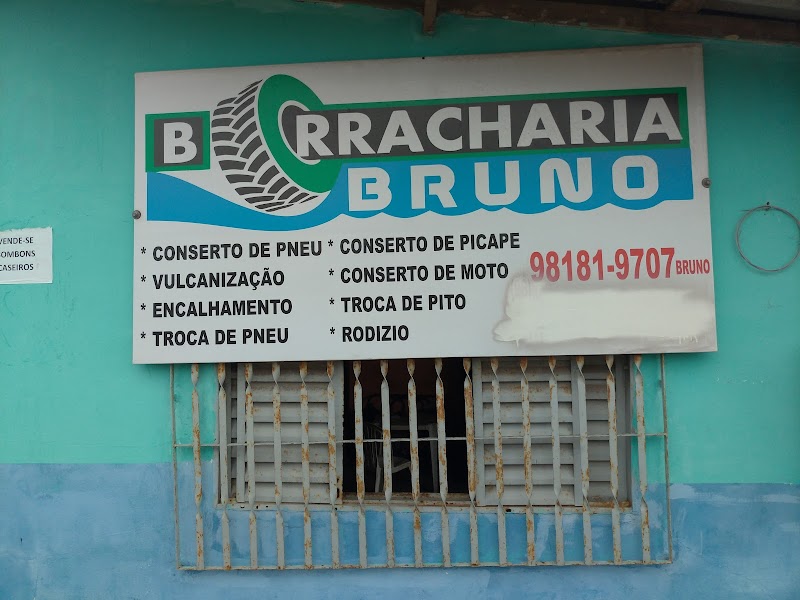 BORRACHARIA
BRUNO
* CONSERTO DE PNEU
* VULCANIZAÇÃO
* ENCALHAMENTO
* TROCA DE PNEU
* CONSERTO DE PICAPE
* CONSERTO DE MOTO
* TROCA DE PITO
* RODIZIO
98181-9707 BRUNO
VENDE-SE
BOMBONS
CASEIROS